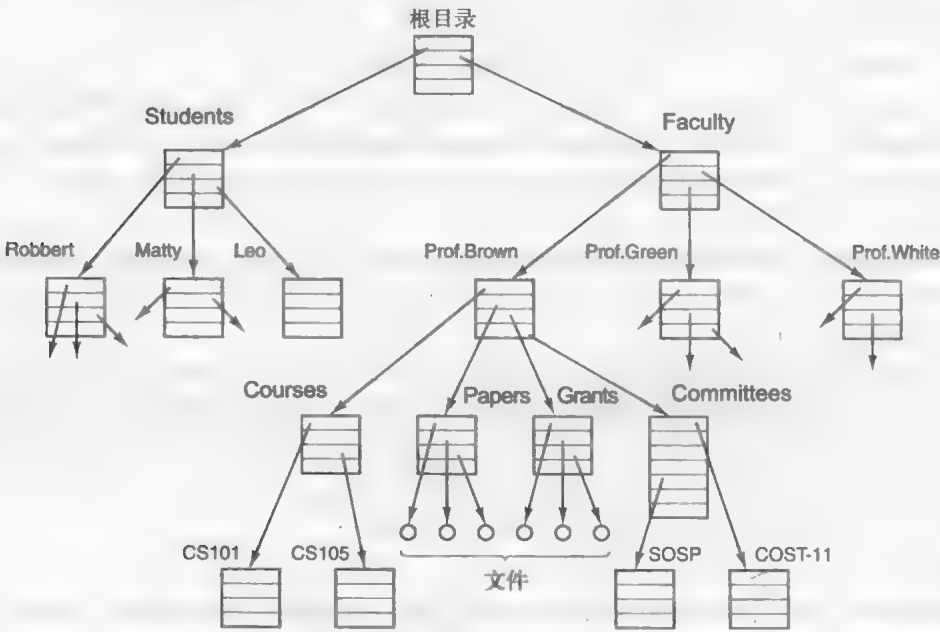 根目录
Students
Faculty
Robbert
Matty
Leo
Prof.Brown
Prof.Green
Prof.White
Courses
Papers
Grants
Committees
CS101
CS105
SOSP
COST-11
文件